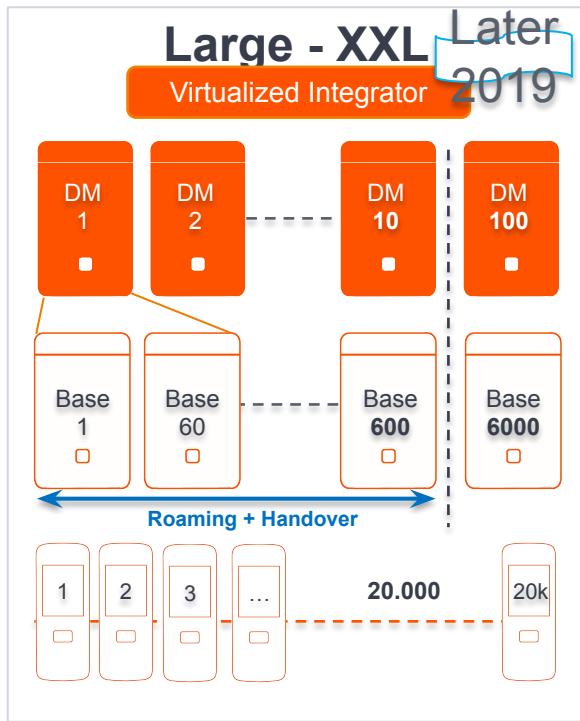 Large - XXL
Later
2019
Virtualized Integrator
DM
1
DM
2
DM
10
DM
100
Base
1
Base
60
Base
600
Base
6000
Roaming + Handover
1
2
3
...
20.000
20k